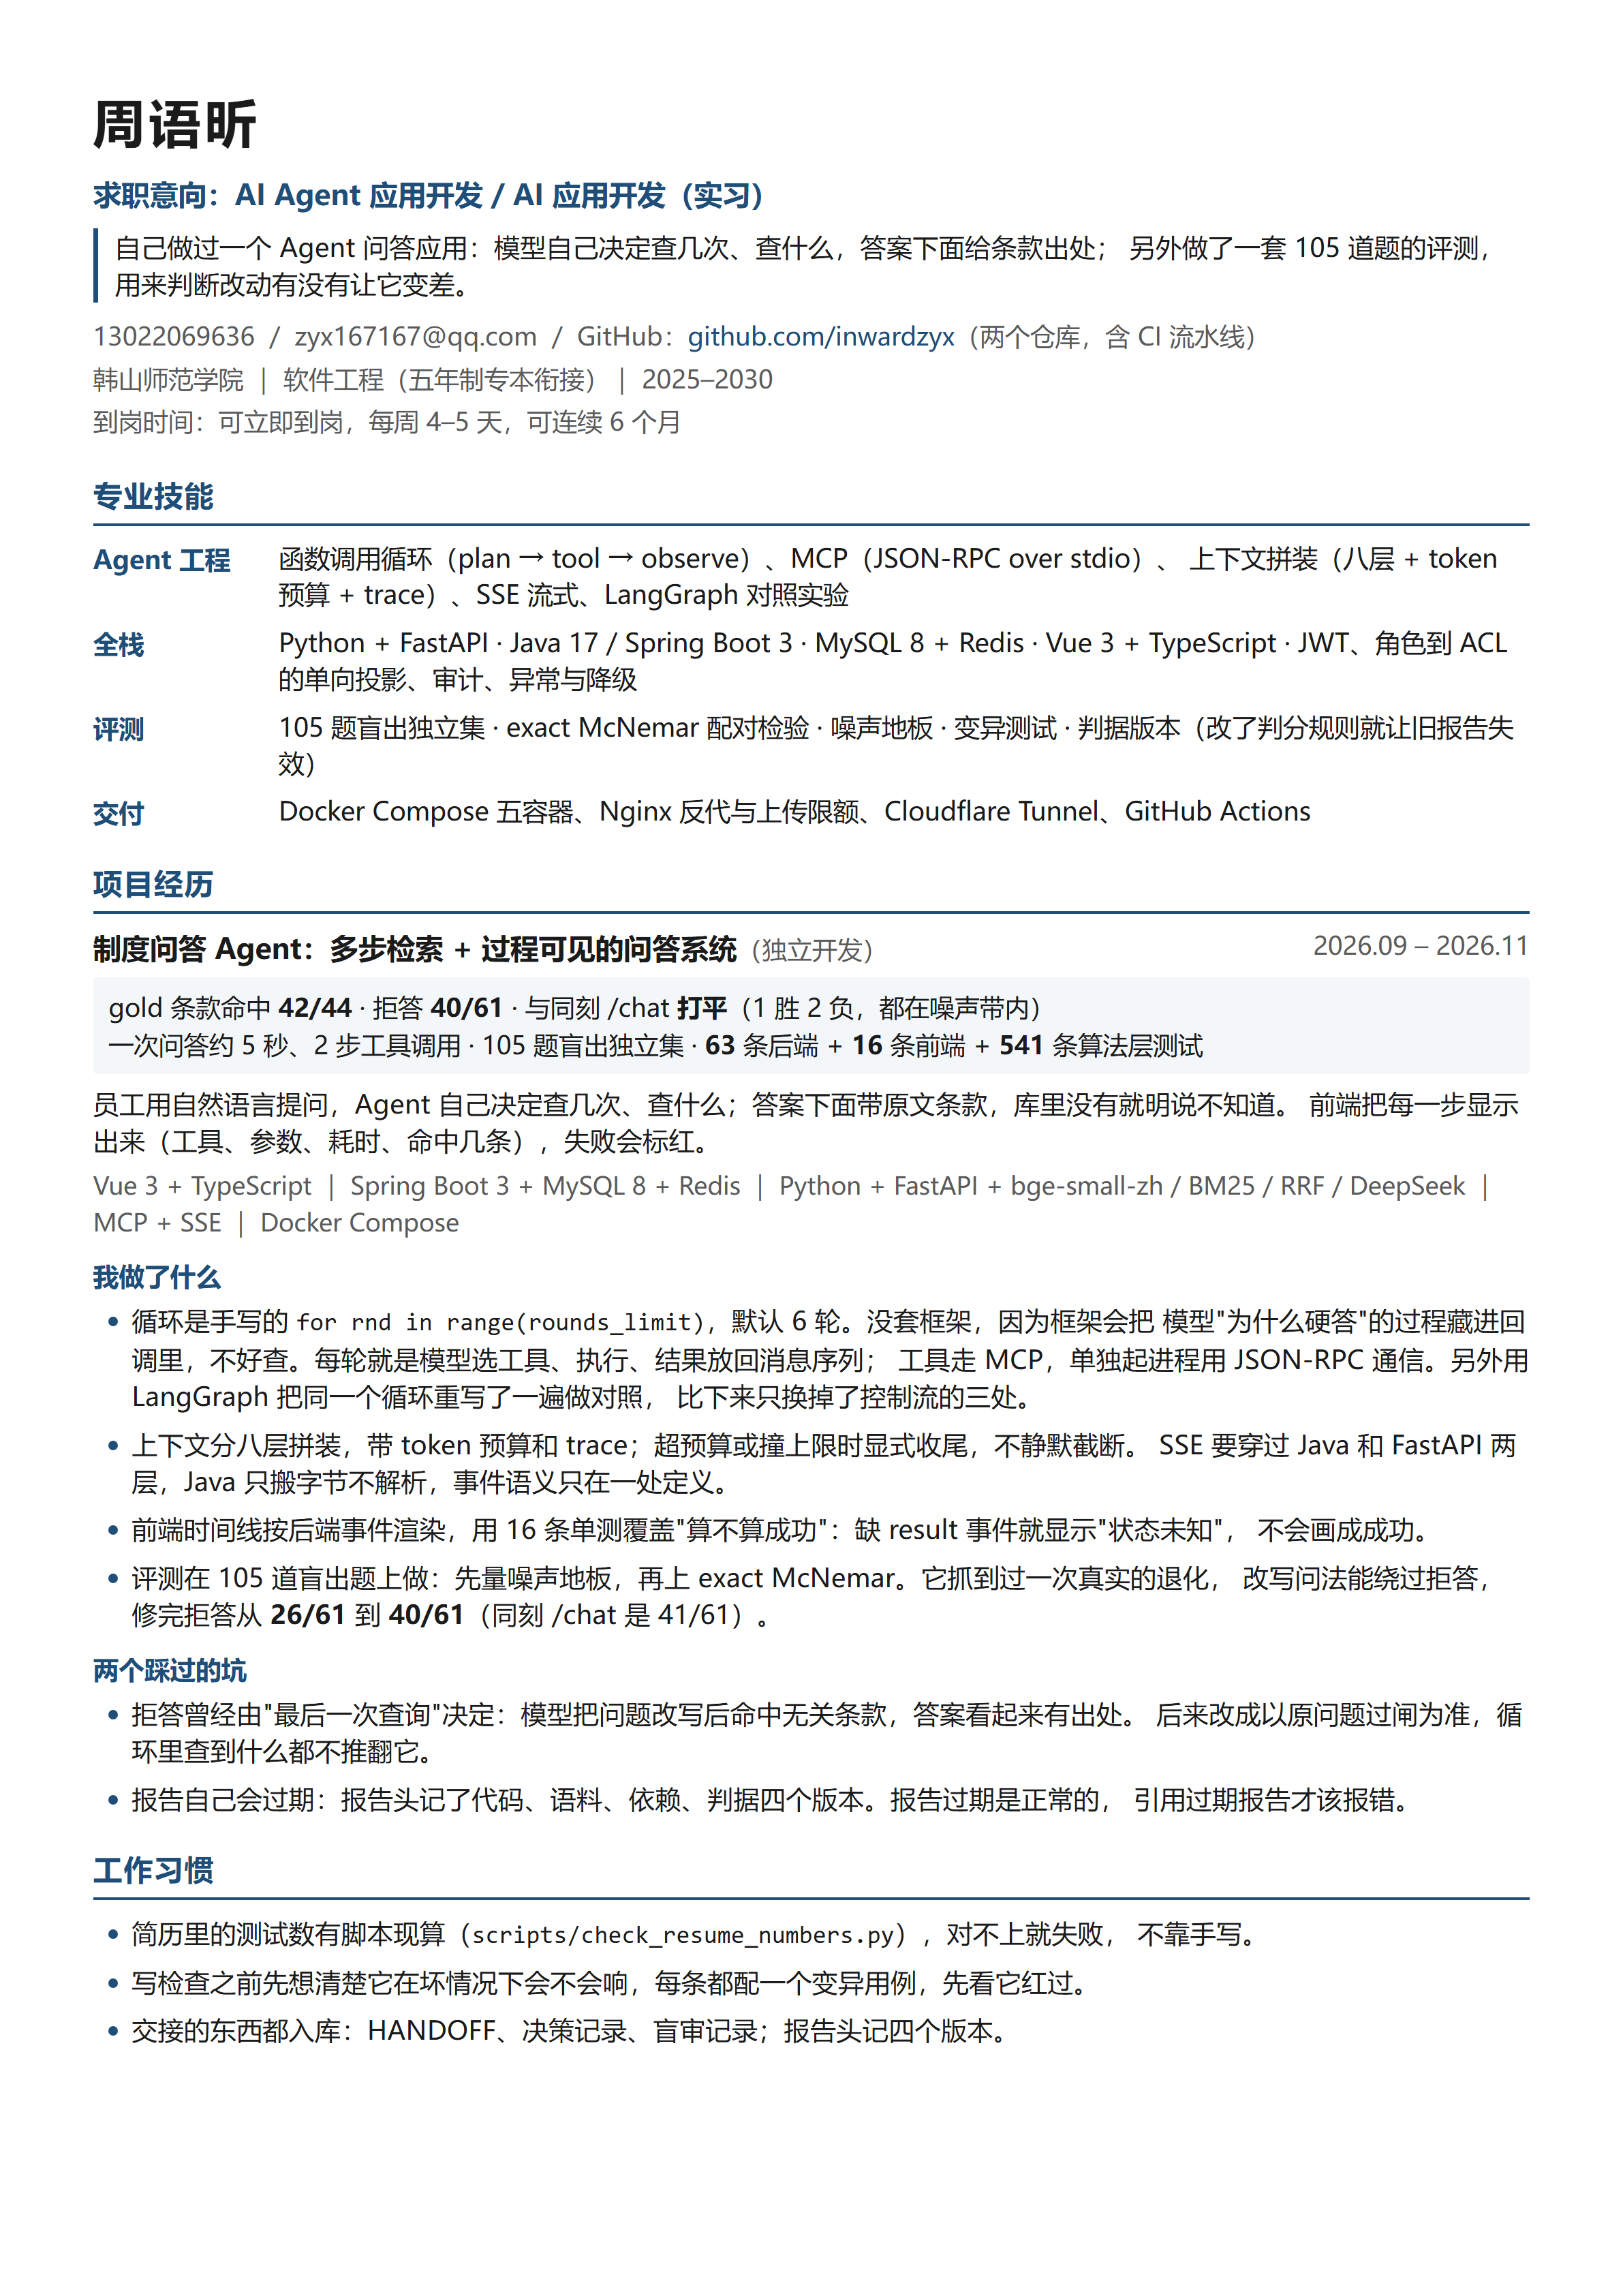 周语昕
求职意向：AI Agent 应用开发 / AI 应用开发（实习）
自己做过一个 Agent 问答应用：模型自己决定查几次、查什么，答案下面给条款出处； 另外做了一套 105 道题的评测，
用来判断改动有没有让它变差。
13022069636 / zyx167167@qq.com / GitHub：github.com/inwardzyx（两个仓库，含 CI 流水线）
韩山师范学院 | 软件工程（五年制专本衔接） | 2025–2030
到岗时间：可立即到岗，每周 4–5 天，可连续 6 个月
专业技能
Agent 工程 函数调用循环（plan → tool → observe）、MCP（JSON-RPC over stdio）、 上下文拼装（八层 + token
预算 + trace）、SSE 流式、LangGraph 对照实验
全栈 Python + FastAPI · Java 17 / Spring Boot 3 · MySQL 8 + Redis · Vue 3 + TypeScript · JWT、角色到 ACL
的单向投影、审计、异常与降级
评测 105 题盲出独立集 · exact McNemar 配对检验 · 噪声地板 · 变异测试 · 判据版本（改了判分规则就让旧报告失
效）
交付 Docker Compose 五容器、Nginx 反代与上传限额、Cloudflare Tunnel、GitHub Actions
项目经历
制度问答 Agent：多步检索 + 过程可见的问答系统（独立开发） 2026.09 – 2026.11
gold 条款命中 42/44 · 拒答 40/61 · 与同刻 /chat 打平（1 胜 2 负，都在噪声带内）
一次问答约 5 秒、2 步工具调用 · 105 题盲出独立集 · 63 条后端 + 16 条前端 + 541 条算法层测试
员工用自然语言提问，Agent 自己决定查几次、查什么；答案下面带原文条款，库里没有就明说不知道。 前端把每一步显示
出来（工具、参数、耗时、命中几条），失败会标红。
Vue 3 + TypeScript | Spring Boot 3 + MySQL 8 + Redis | Python + FastAPI + bge-small-zh / BM25 / RRF / DeepSeek |
MCP + SSE | Docker Compose
我做了什么
• 循环是手写的 for rnd in range(rounds_limit)，默认 6 轮。没套框架，因为框架会把 模型"为什么硬答"的过程藏进回
调里，不好查。每轮就是模型选工具、执行、结果放回消息序列； 工具走 MCP，单独起进程用 JSON-RPC 通信。另外用
LangGraph 把同一个循环重写了一遍做对照， 比下来只换掉了控制流的三处。
• 上下文分八层拼装，带 token 预算和 trace；超预算或撞上限时显式收尾，不静默截断。 SSE 要穿过 Java 和 FastAPI 两
层，Java 只搬字节不解析，事件语义只在一处定义。
• 前端时间线按后端事件渲染，用 16 条单测覆盖"算不算成功"：缺 result 事件就显示"状态未知"， 不会画成成功。
• 评测在 105 道盲出题上做：先量噪声地板，再上 exact McNemar。它抓到过一次真实的退化， 改写问法能绕过拒答，
修完拒答从 26/61 到 40/61（同刻 /chat 是 41/61）。
两个踩过的坑
• 拒答曾经由"最后一次查询"决定：模型把问题改写后命中无关条款，答案看起来有出处。 后来改成以原问题过闸为准，循
环里查到什么都不推翻它。
• 报告自己会过期：报告头记了代码、语料、依赖、判据四个版本。报告过期是正常的， 引用过期报告才该报错。
工作习惯
• 简历里的测试数有脚本现算（scripts/check_resume_numbers.py），对不上就失败， 不靠手写。
• 写检查之前先想清楚它在坏情况下会不会响，每条都配一个变异用例，先看它红过。
• 交接的东西都入库：HANDOFF、决策记录、盲审记录；报告头记四个版本。